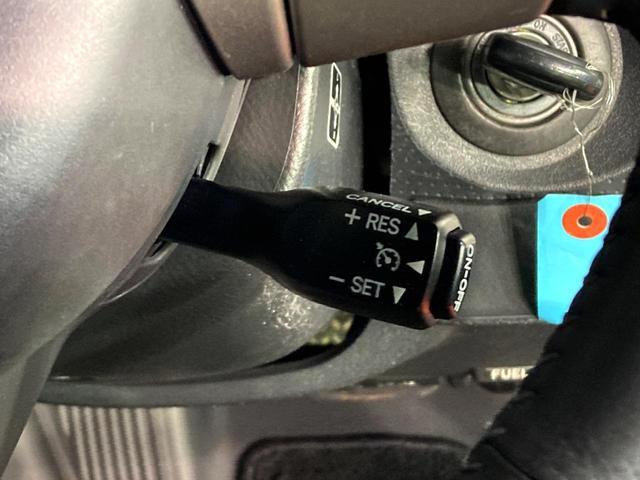 CANCEL ▼
+ RES ▲
◀
− SET ▼
ON-OFF
FUEL